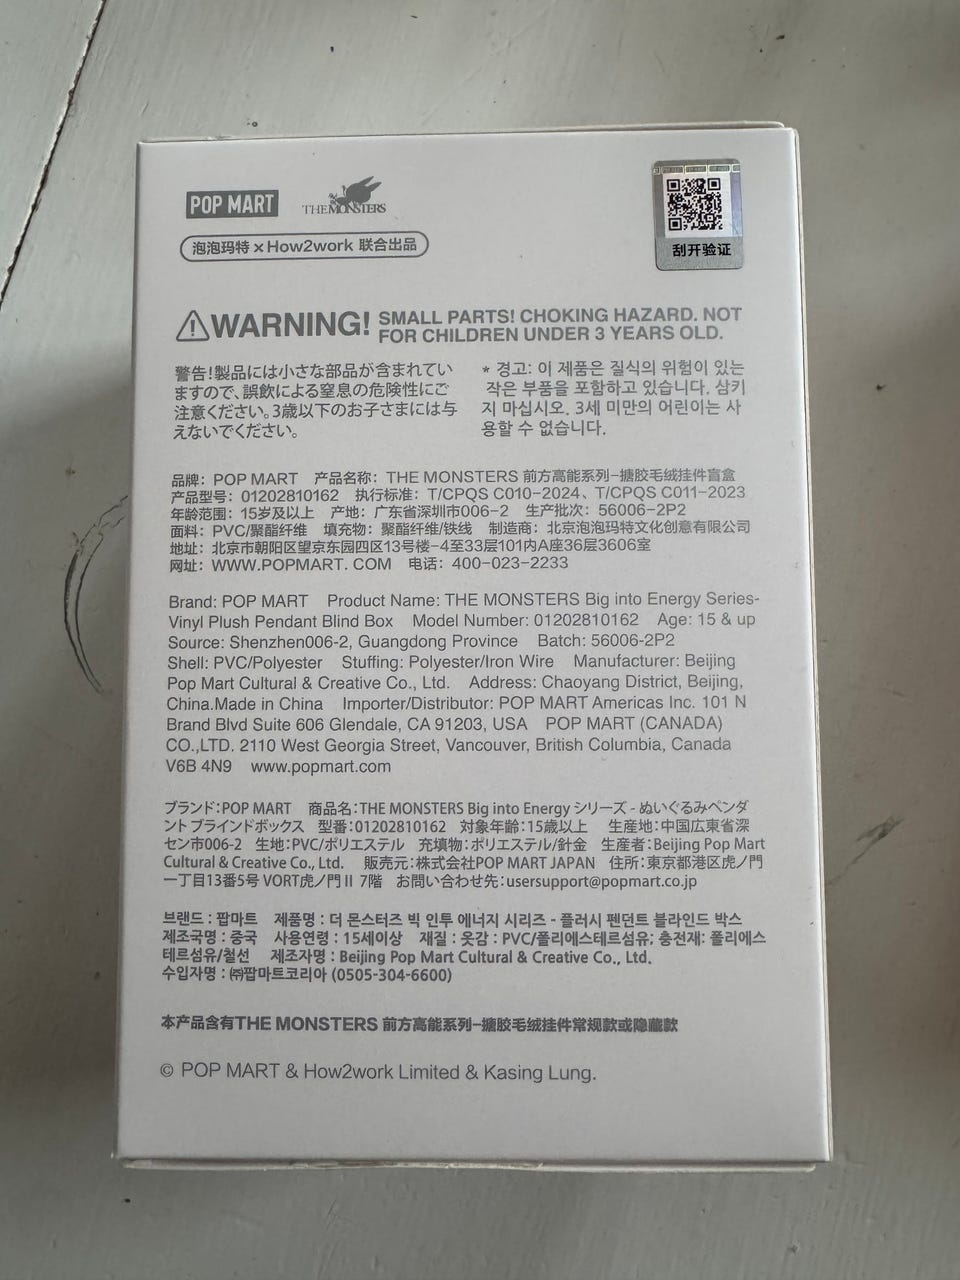 POP MART THE MONSTERS
泡泡玛特×How2work 联合出品
刮开验证
WARNING! SMALL PARTS! CHOKING HAZARD. NOT
FOR CHILDREN UNDER 3 YEARS OLD.
警告!製品には小さな部品が含まれてい
ますので、誤飲による窒息の危険性にご
注意ください。3歳以下のお子さまには与
えないでください。
* 경고: 이 제품은 질식의 위험이 있는
작은 부품을 포함하고 있습니다. 삼키
지 마십시오. 3세 미만의 어린이는 사
용할 수 없습니다.
品牌：POP MART 产品名称：THE MONSTERS 前方高能系列-搪胶毛绒挂件盲盒
产品型号：01202810162 执行标准：T/CPQS C010-2024、T/CPQS C011-2023
年龄范围：15岁及以上 产地：广东省深圳市006-2 生产批次：56006-2P2
面料：PVC/聚酯纤维 填充物：聚酯纤维/铁线 制造商：北京泡泡玛特文化创意有限公司
地址：北京市朝阳区望京东园四区13号楼-4至33层101内A座36层3606室
网址：WWW.POPMART. COM 电话：400-023-2233
Brand: POP MART Product Name: THE MONSTERS Big into Energy Series-
Vinyl Plush Pendant Blind Box Model Number: 01202810162 Age: 15 & up
Source: Shenzhen006-2, Guangdong Province Batch: 56006-2P2
Shell: PVC/Polyester Stuffing: Polyester/Iron Wire Manufacturer: Beijing
Pop Mart Cultural & Creative Co., Ltd. Address: Chaoyang District, Beijing,
China.Made in China Importer/Distributor: POP MART Americas Inc. 101 N
Brand Blvd Suite 606 Glendale, CA 91203, USA POP MART (CANADA)
CO.,LTD. 2110 West Georgia Street, Vancouver, British Columbia, Canada
V6B 4N9 www.popmart.com
ブランド：POP MART 商品名：THE MONSTERS Big into Energy シリーズ - ぬいぐるみペンダ
ント ブラインドボックス 型番：01202810162 対象年齢：15歳以上 生産地：中国広東省深
セン市006-2 生地：PVC/ポリエステル 充填物：ポリエステル/針金 生産者：Beijing Pop Mart
Cultural & Creative Co., Ltd. 販売元：株式会社POP MART JAPAN 住所：東京都港区虎ノ門
一丁目13番5号 VORT虎ノ門Ⅱ 7階 お問い合わせ先：usersupport@popmart.co.jp
브랜드 : 팝마트 제품명 : 더 몬스터즈 빅 인투 에너지 시리즈 - 플러시 펜던트 블라인드 박스
제조국명 : 중국 사용연령 : 15세이상 재질 : 옷감 : PVC/폴리에스테르섬유; 충전재: 폴리에스
테르섬유/철선 제조자명 : Beijing Pop Mart Cultural & Creative Co., Ltd.
수입자명 : ㈜팝마트코리아 (0505-304-6600)
本产品含有THE MONSTERS 前方高能系列-搪胶毛绒挂件常规款或隐藏款
© POP MART & How2work Limited & Kasing Lung.